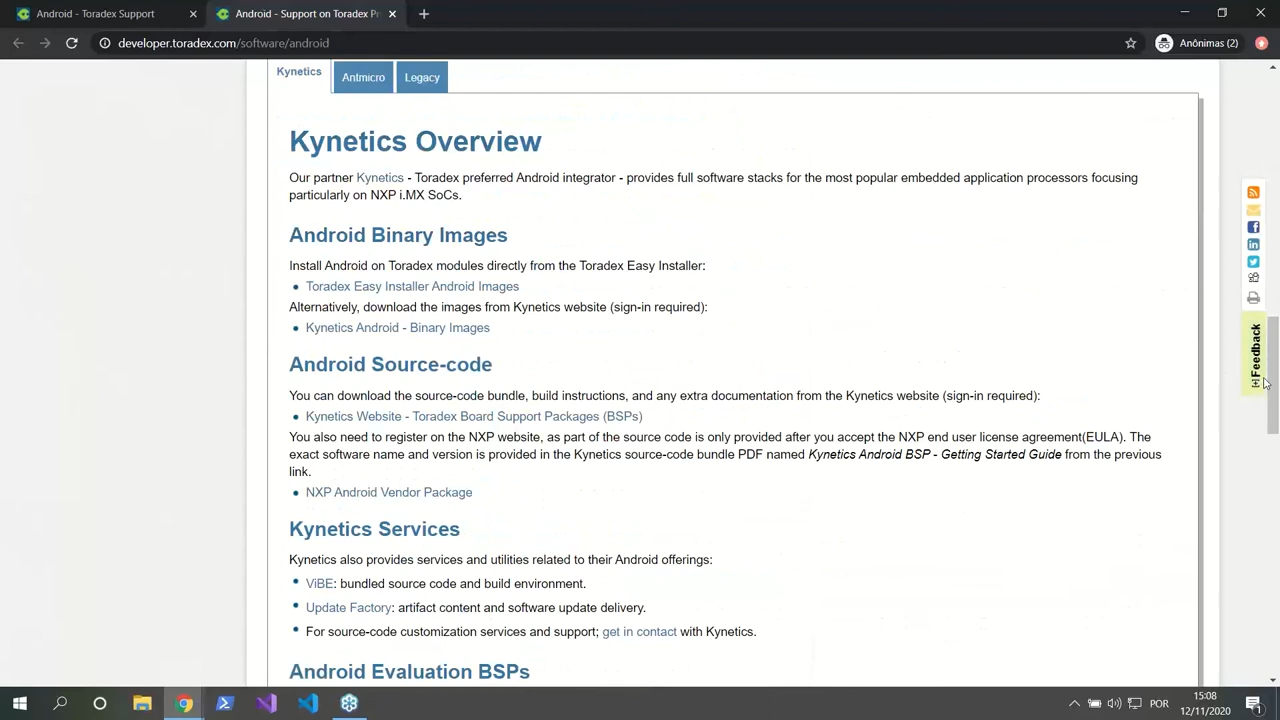 Android - Toradex Support
Android - Support on Toradex Pr
developer.toradex.com/software/android
Anônimas (2)
Kynetics
Antmicro
Legacy
Kynetics Overview
Our partner Kynetics - Toradex preferred Android integrator - provides full software stacks for the most popular embedded application processors focusing
particularly on NXP i.MX SoCs.
Android Binary Images
Install Android on Toradex modules directly from the Toradex Easy Installer:
Toradex Easy Installer Android Images
Alternatively, download the images from Kynetics website (sign-in required):
Kynetics Android - Binary Images
Android Source-code
You can download the source-code bundle, build instructions, and any extra documentation from the Kynetics website (sign-in required):
Kynetics Website - Toradex Board Support Packages (BSPs)
You also need to register on the NXP website, as part of the source code is only provided after you accept the NXP end user license agreement(EULA). The
exact software name and version is provided in the Kynetics source-code bundle PDF named Kynetics Android BSP - Getting Started Guide from the previous
link.
NXP Android Vendor Package
Kynetics Services
Kynetics also provides services and utilities related to their Android offerings:
ViBE: bundled source code and build environment.
Update Factory: artifact content and software update delivery.
For source-code customization services and support; get in contact with Kynetics.
Android Evaluation BSPs
[+]Feedback
POR
15:08
12/11/2020
1